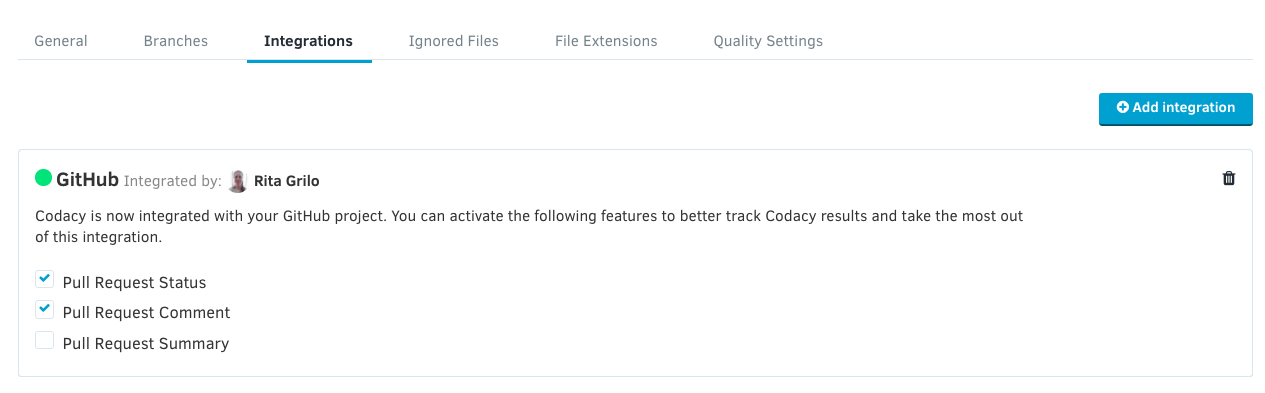 General Branches Integrations Ignored Files File Extensions Quality Settings
Add integration
GitHub Integrated by: Rita Grilo
Codacy is now integrated with your GitHub project. You can activate the following features to better track Codacy results and take the most out
of this integration.
Pull Request Status
Pull Request Comment
Pull Request Summary